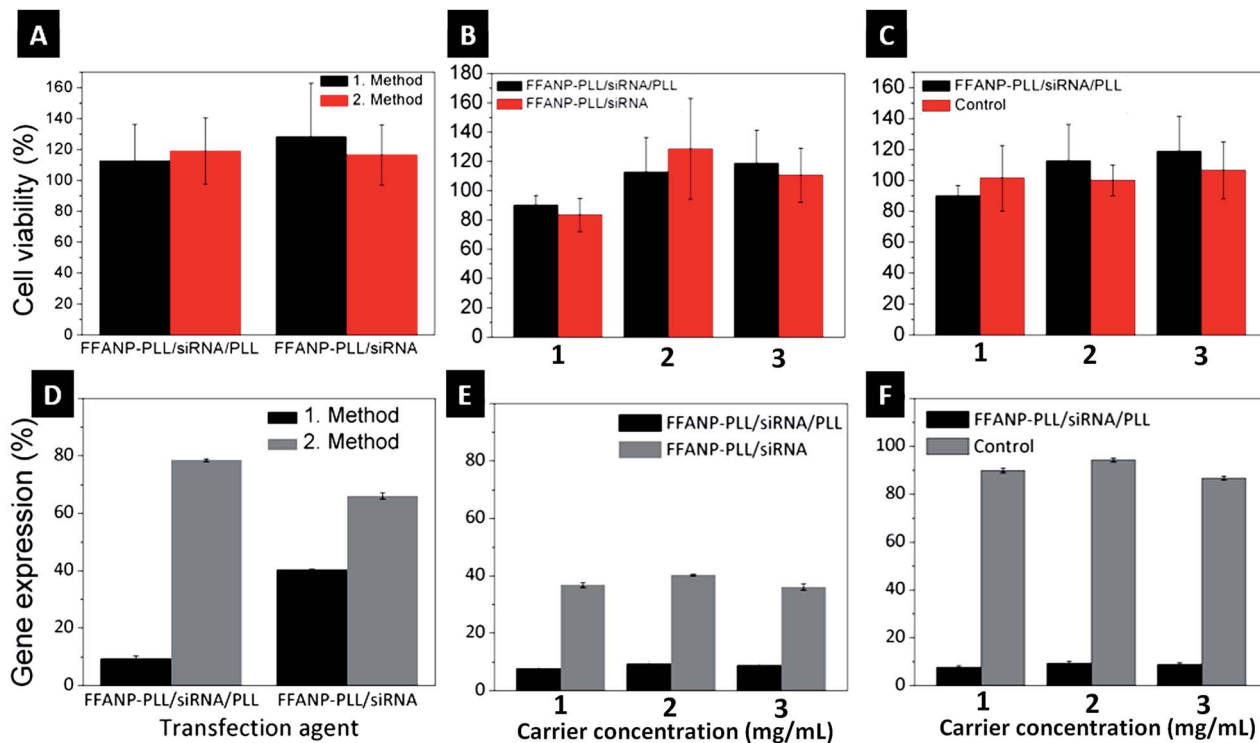 A
Cell viability (%)
160
140
120
100
80
60
40
20
0
1. Method
2. Method
FFANP-PLL/siRNA/PLL
FFANP-PLL/siRNA
B
180
160
140
120
100
80
60
40
20
0
FFANP-PLL/siRNA/PLL
FFANP-PLL/siRNA
1
2
3
C
160
140
120
100
80
60
40
20
0
FFANP-PLL/siRNA/PLL
Control
1
2
3
D
Gene expression (%)
80
60
40
20
0
1. Method
2. Method
FFANP-PLL/siRNA/PLL
FFANP-PLL/siRNA
Transfection agent
E
80
60
40
20
0
FFANP-PLL/siRNA/PLL
FFANP-PLL/siRNA
1
2
3
Carrier concentration (mg/mL)
F
100
80
60
40
20
0
FFANP-PLL/siRNA/PLL
Control
1
2
3
Carrier concentration (mg/mL)